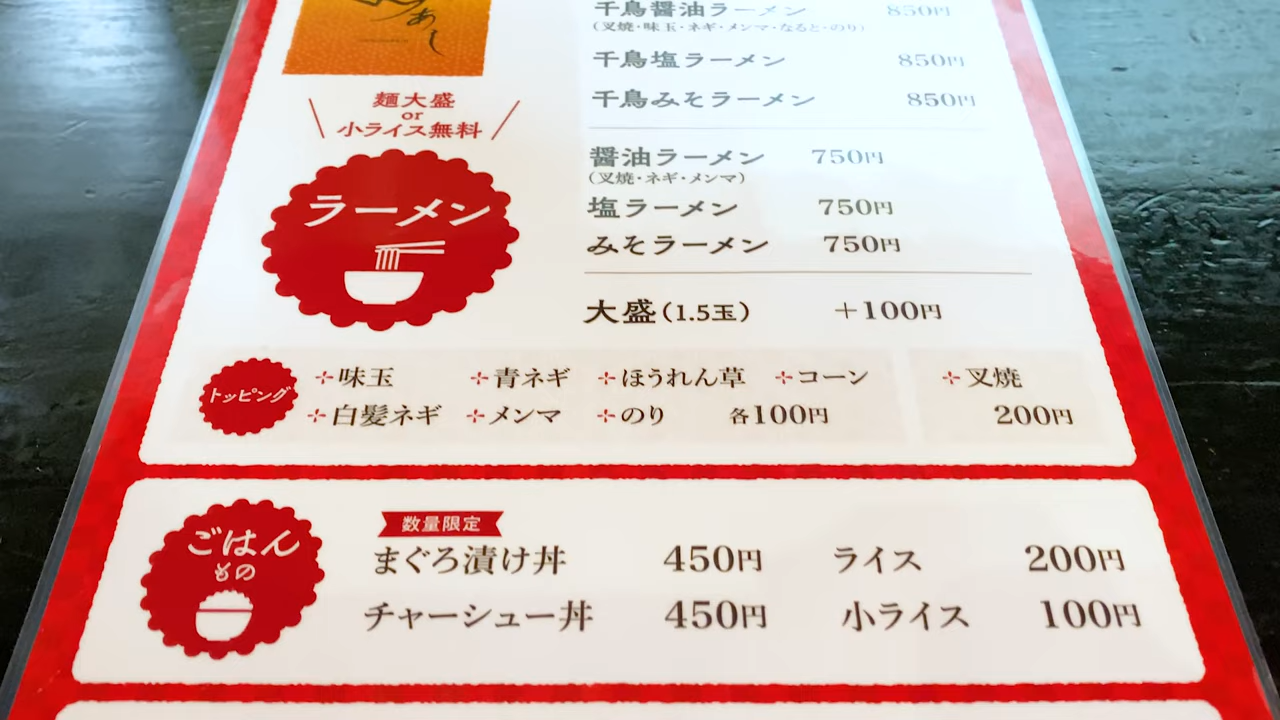 あし
千鳥醤油ラーメン 850円
(叉焼・味玉・ネギ・メンマ・なると・のり)
千鳥塩ラーメン 850円
千鳥みそラーメン 850円
麺大盛
or
小ライス無料
ラーメン
醤油ラーメン 750円
(叉焼・ネギ・メンマ)
塩ラーメン 750円
みそラーメン 750円
大盛(1.5玉) +100円
トッピング
味玉 青ネギ ほうれん草 コーン 叉焼
白髪ネギ メンマ のり 各100円 200円
ごはん
もの
数量限定
まぐろ漬け丼 450円 ライス 200円
チャーシュー丼 450円 小ライス 100円